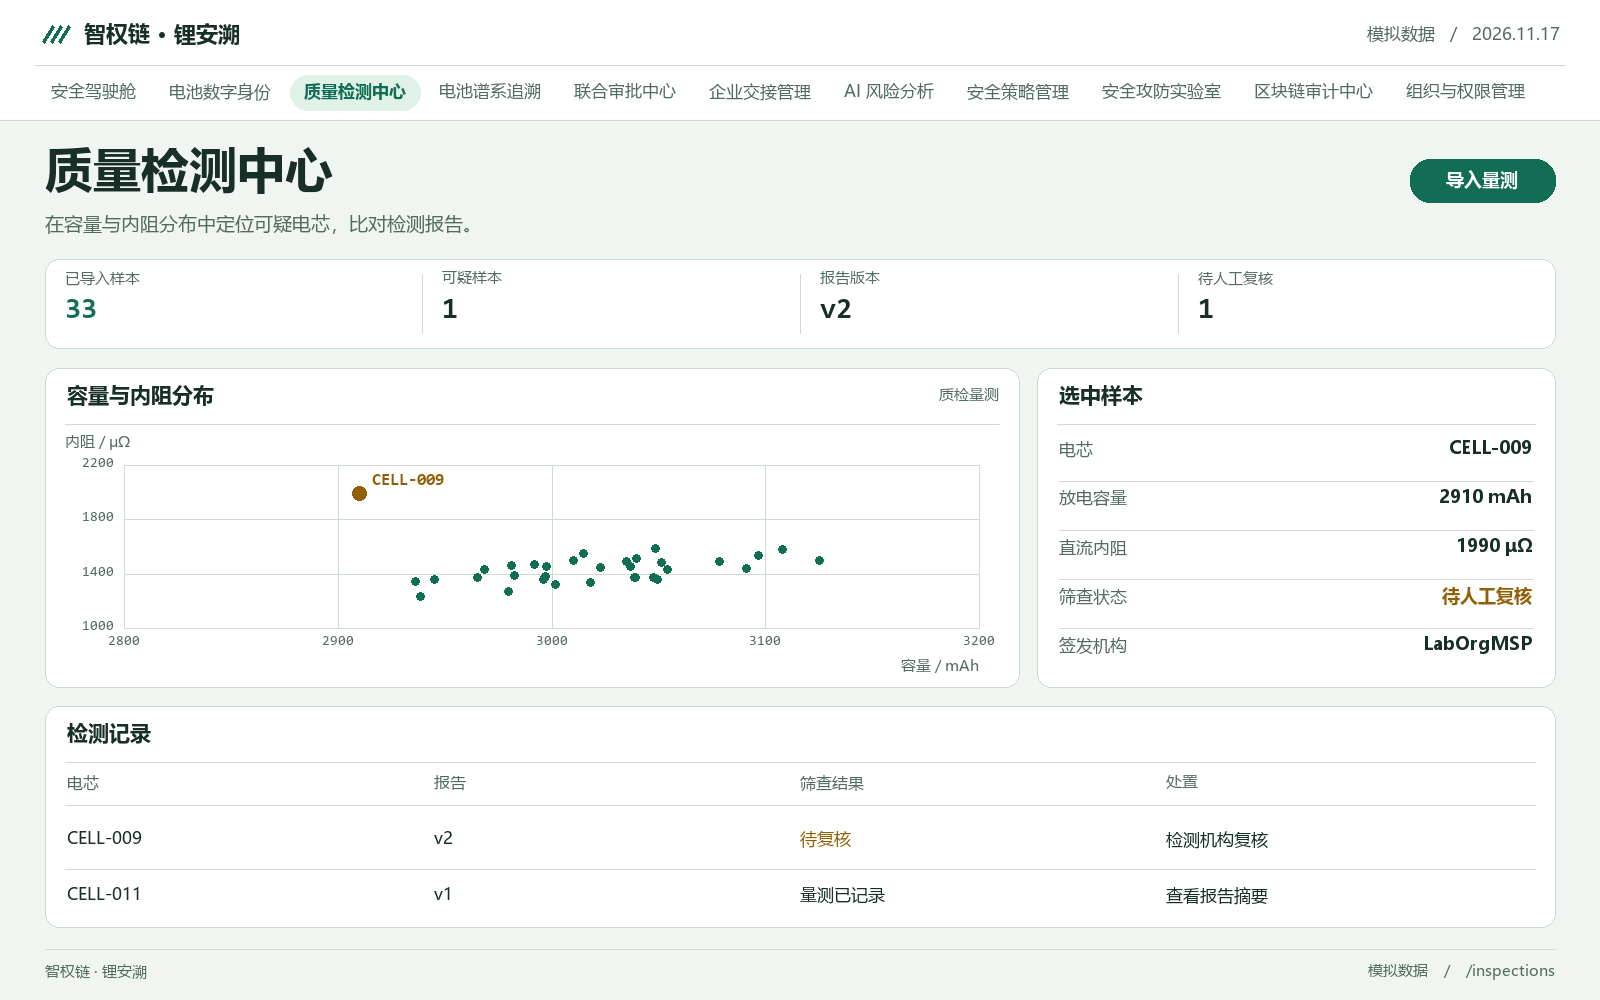 智权链 · 锂安溯
模拟数据 / 2026.11.17
安全驾驶舱 电池数字身份 质量检测中心 电池谱系追溯 联合审批中心 企业交接管理 AI 风险分析 安全策略管理 安全攻防实验室 区块链审计中心 组织与权限管理
质量检测中心
导入量测
在容量与内阻分布中定位可疑电芯，比对检测报告。
已导入样本 可疑样本 报告版本 待人工复核
33 1 v2 1
容量与内阻分布 质检量测
内阻 / μΩ
2200
CELL-009
1800
1400
1000
2800 2900 3000 3100 3200
容量 / mAh
选中样本
电芯 CELL-009
放电容量 2910 mAh
直流内阻 1990 μΩ
筛查状态 待人工复核
签发机构 LabOrgMSP
检测记录
电芯 报告 筛查结果 处置
CELL-009 v2 待复核 检测机构复核
CELL-011 v1 量测已记录 查看报告摘要
智权链 · 锂安溯
模拟数据 / /inspections